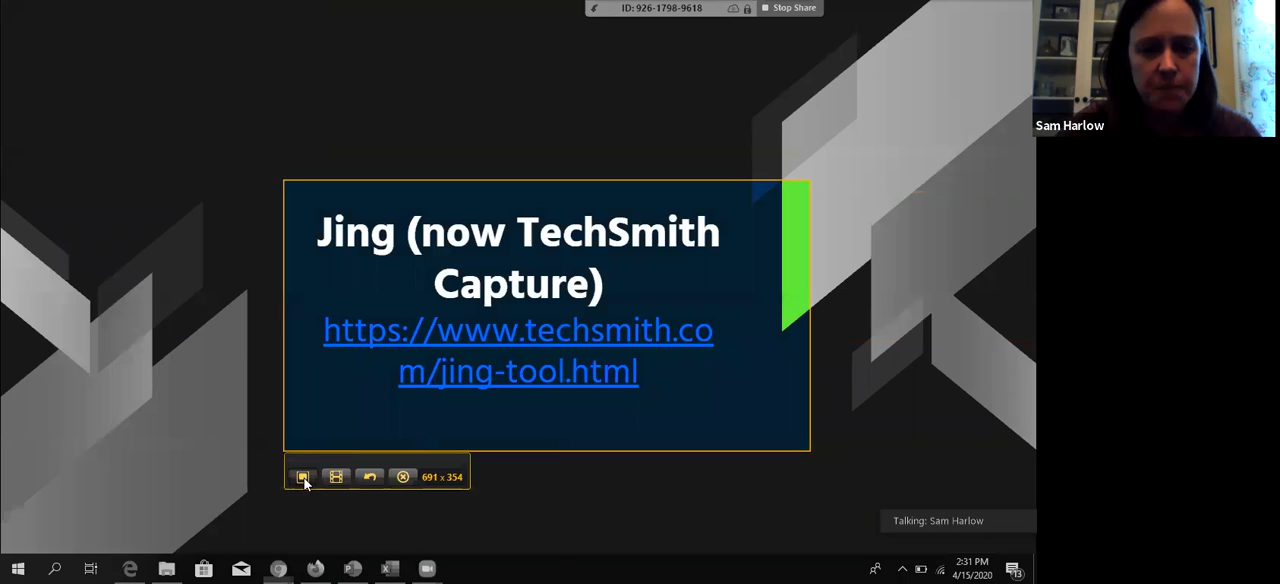 ID: 926-1798-9618
Stop Share
Sam Harlow
Jing (now TechSmith
Capture)
https://www.techsmith.co
m/jing-tool.html
691 x 354
Talking: Sam Harlow
2:31 PM
4/15/2020
13